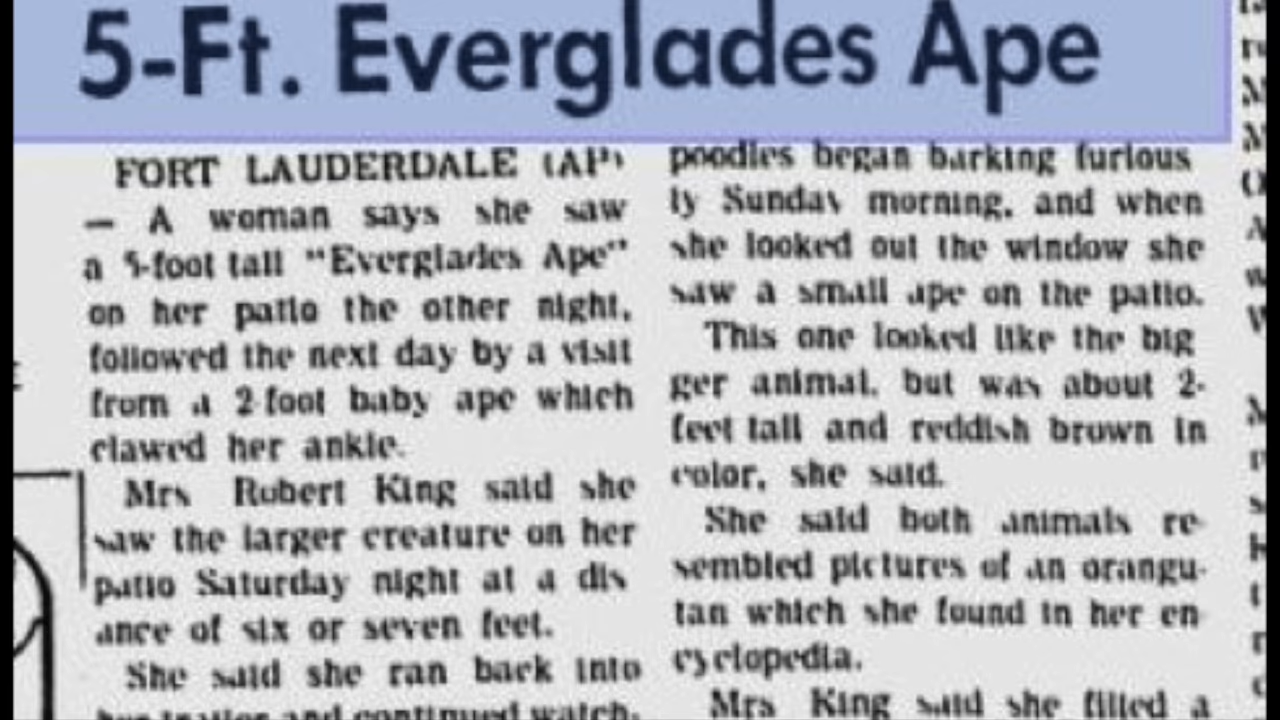 5-Ft. Everglades Ape
FORT LAUDERDALE (AP)
— A woman says she saw
a 5-foot tall "Everglades Ape"
on her patio the other night,
followed the next day by a visit
from a 2-foot baby ape which
clawed her ankle.
Mrs Robert King said she
saw the larger creature on her
patio Saturday night at a dis
ance of six or seven feet.
She said she ran back into
her trailer and continued watch.
poodles began barking furious
ly Sunday morning, and when
she looked out the window she
saw a small ape on the patio.
This one looked like the big
ger animal, but was about 2-
feet tall and reddish brown in
color, she said.
She said both animals re-
sembled pictures of an orangu-
tan which she found in her en
cyclopedia.
Mrs King said she filled a